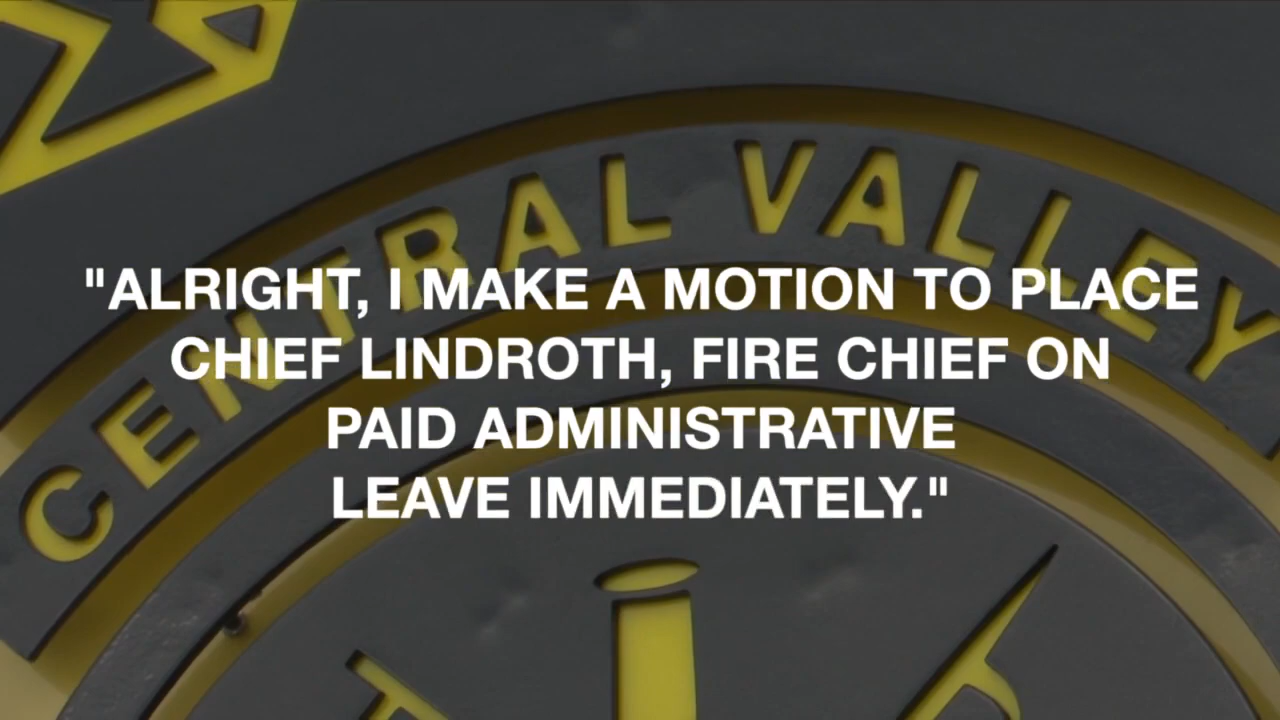 CENTRAL VALLEY
"ALRIGHT, I MAKE A MOTION TO PLACE
CHIEF LINDROTH, FIRE CHIEF ON
PAID ADMINISTRATIVE
LEAVE IMMEDIATELY."